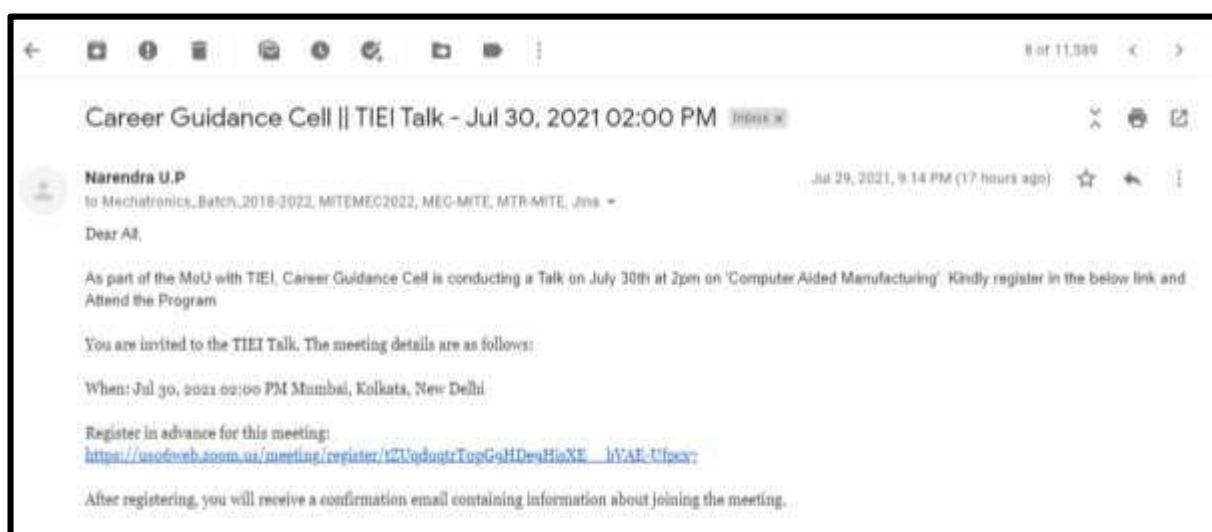 8 of 11,589
Career Guidance Cell || TIEI Talk - Jul 30, 2021 02:00 PM Inbox x
Narendra U.P Jul 29, 2021, 9:14 PM (17 hours ago)
to Mechatronics_Batch_2018-2022, MITEMEC2022, MEC-MITE, MTR-MITE, Jina
Dear All,
As part of the MoU with TIEI, Career Guidance Cell is conducting a Talk on July 30th at 2pm on 'Computer Aided Manufacturing'. Kindly register in the below link and
Attend the Program
You are invited to the TIEI Talk. The meeting details are as follows:
When: Jul 30, 2021 02:00 PM Mumbai, Kolkata, New Delhi
Register in advance for this meeting:
After registering, you will receive a confirmation email containing information about joining the meeting.